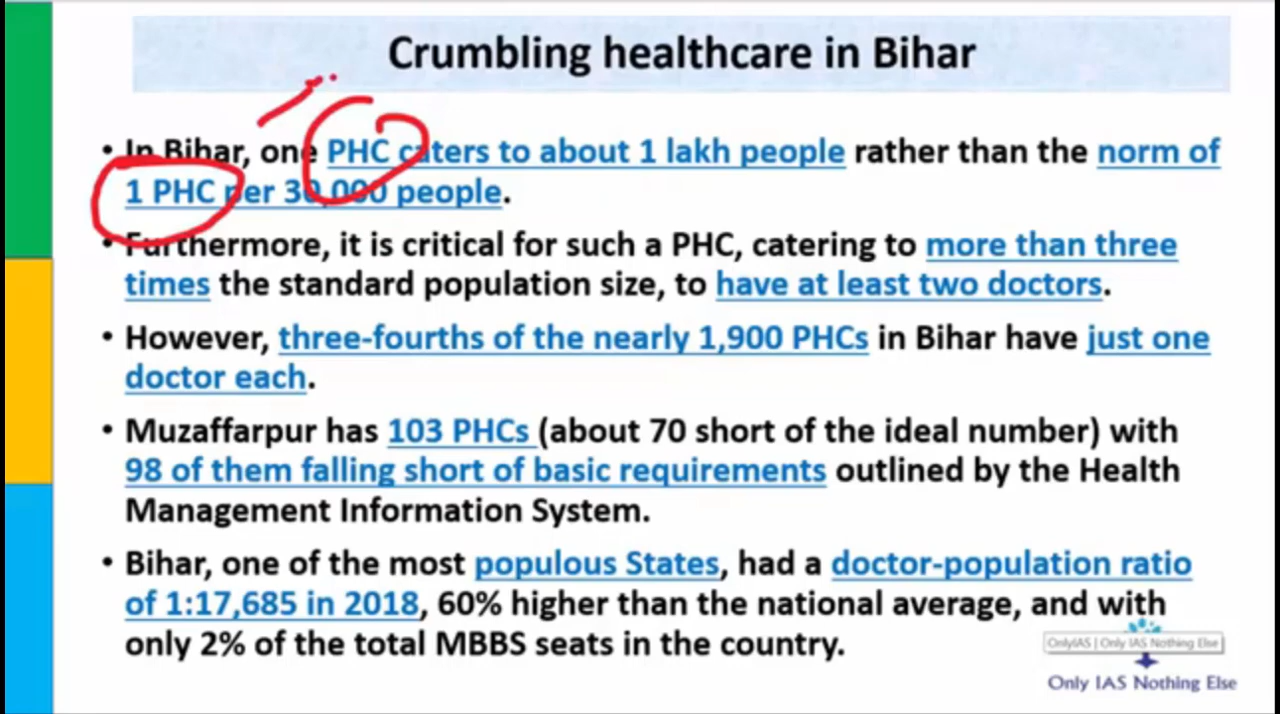 Crumbling healthcare in Bihar
• In Bihar, one PHC caters to about 1 lakh people rather than the norm of
1 PHC per 30,000 people.
• Furthermore, it is critical for such a PHC, catering to more than three
times the standard population size, to have at least two doctors.
• However, three-fourths of the nearly 1,900 PHCs in Bihar have just one
doctor each.
• Muzaffarpur has 103 PHCs (about 70 short of the ideal number) with
98 of them falling short of basic requirements outlined by the Health
Management Information System.
• Bihar, one of the most populous States, had a doctor-population ratio
of 1:17,685 in 2018, 60% higher than the national average, and with
only 2% of the total MBBS seats in the country.
OnlyIAS | Only IAS Nothing Else
Only IAS Nothing Else